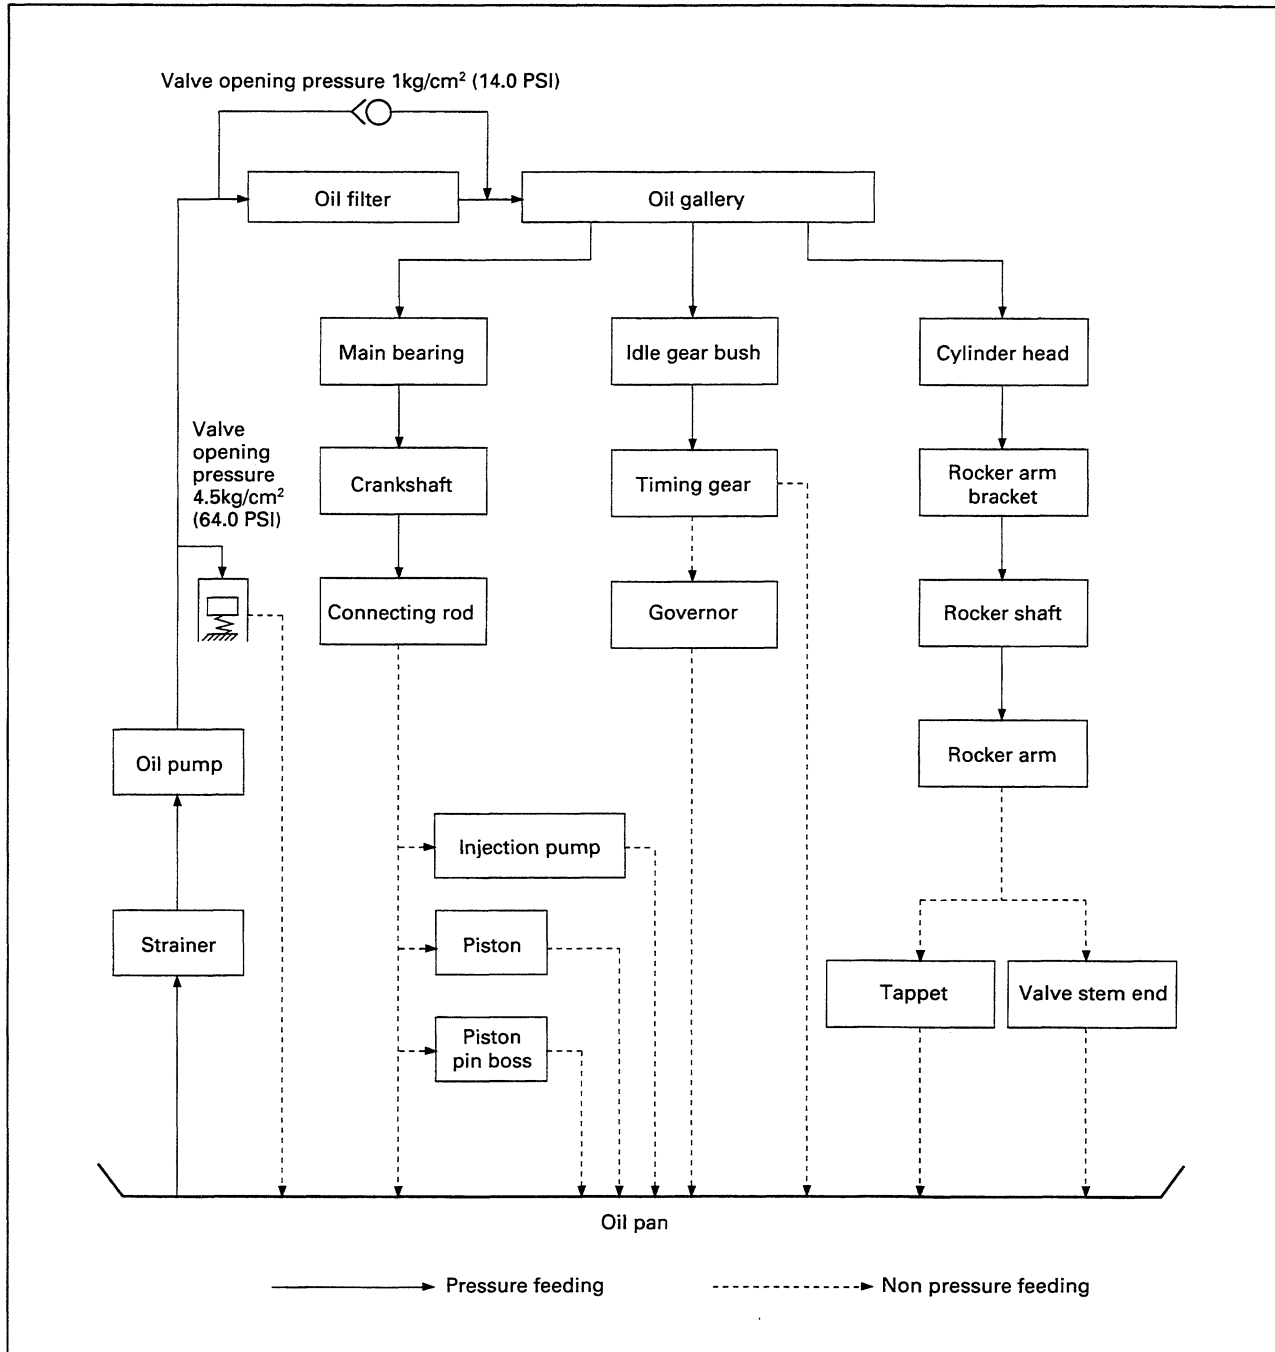 Valve opening pressure 1kg/cm² (14.0 PSI)
Oil filter
Oil gallery
Main bearing
Idle gear bush
Cylinder head
Valve
opening
pressure
4.5kg/cm²
(64.0 PSI)
Crankshaft
Timing gear
Rocker arm
bracket
Connecting rod
Governor
Rocker shaft
Oil pump
Rocker arm
Injection pump
Strainer
Piston
Tappet
Valve stem end
Piston
pin boss
Oil pan
Pressure feeding
Non pressure feeding